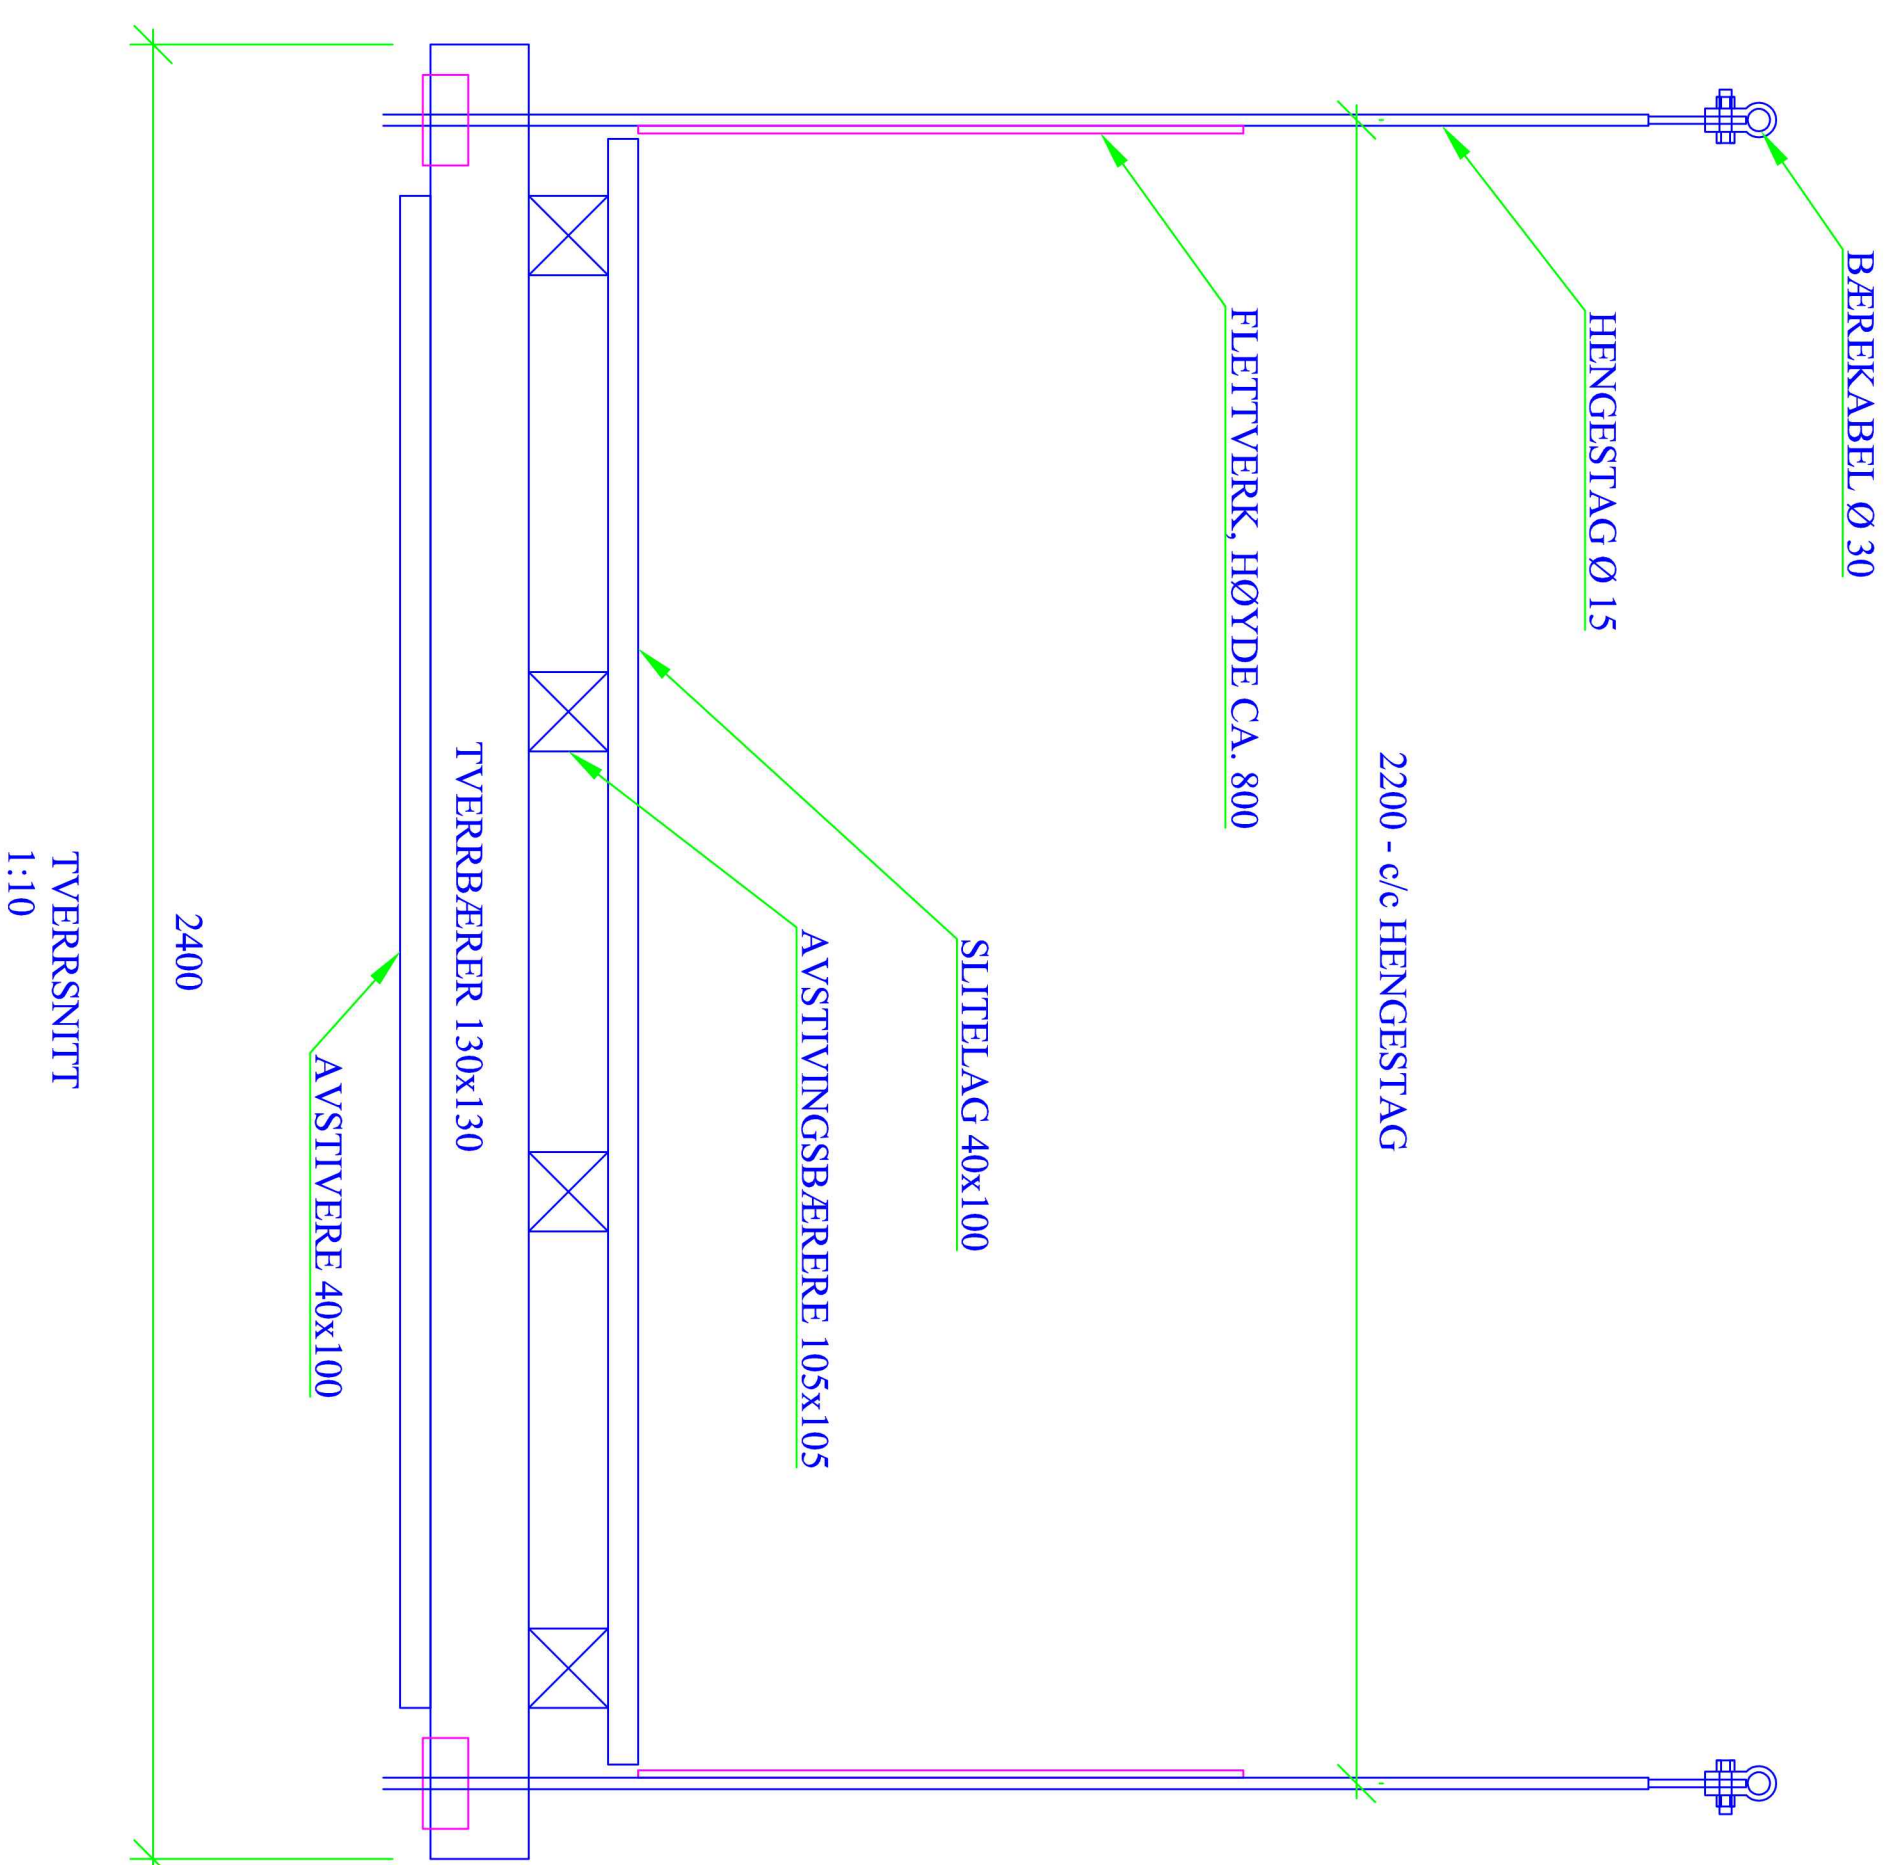 BÆREKABEL Ø 30
HENGESTAG Ø 15
2200 - c/c HENGESTAG
FLETTVERK, HØYDE CA. 800
SLITELAG 40x100
AVSTIVINGSBÆRERE 105x105
TVERRBÆRER 130x130
AVSTIVERE 40x100
2400
TVERRSNITT
1:10